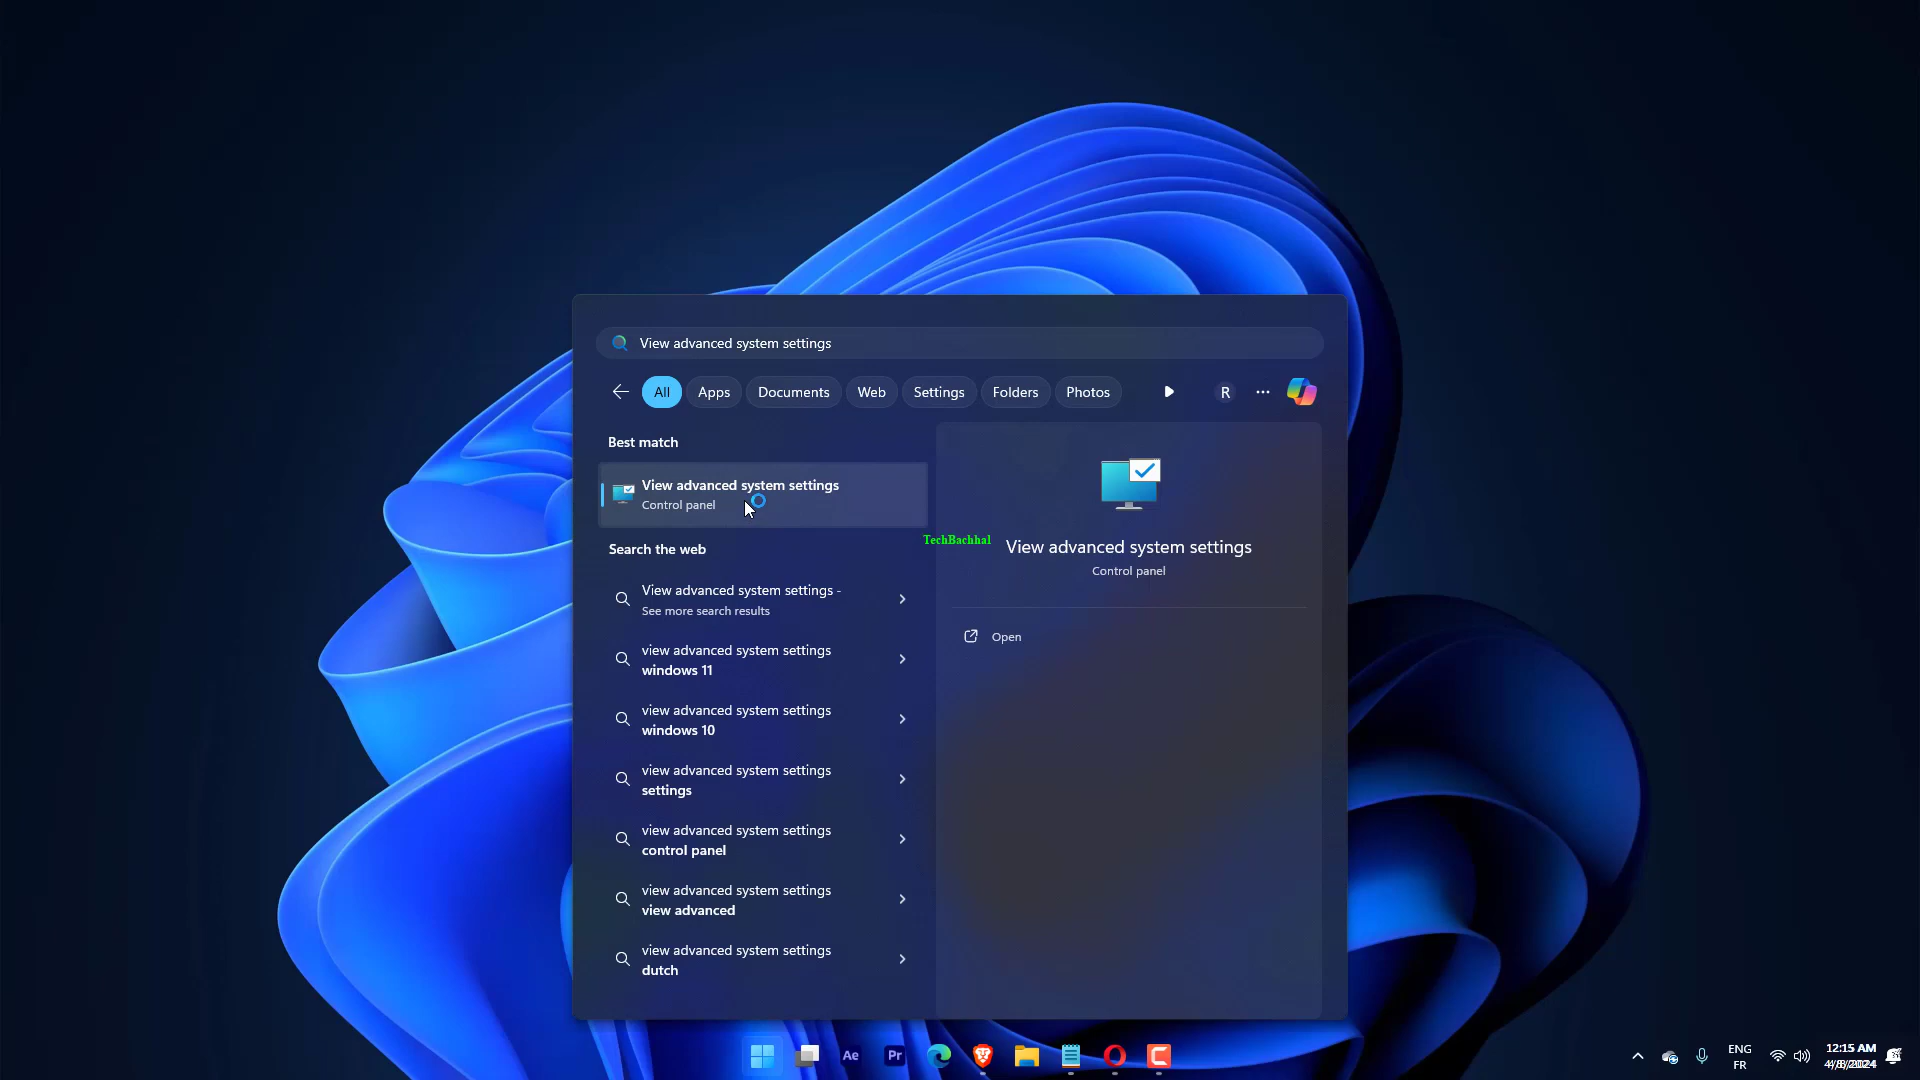 View advanced system settings
All
Apps
Documents
Web
Settings
Folders
Photos
R
Best match
View advanced system settings
Control panel
Search the web
View advanced system settings -
See more search results
view advanced system settings
windows 11
view advanced system settings
windows 10
view advanced system settings
settings
view advanced system settings
control panel
view advanced system settings
view advanced
view advanced system settings
dutch
TechBachhal
View advanced system settings
Control panel
Open
Ae
Pr
ENG
FR
12:15 AM
4/8/2024